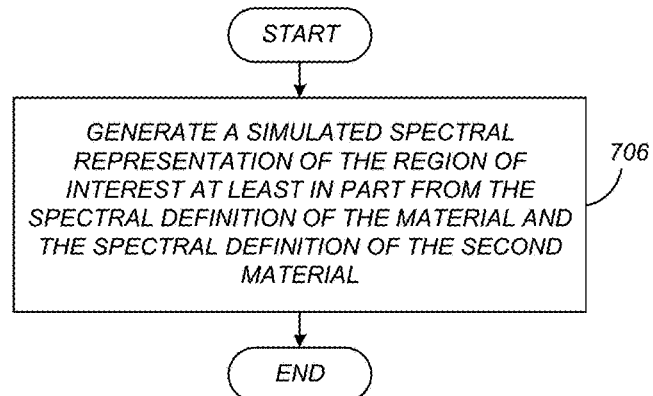 START
GENERATE A SIMULATED SPECTRAL
REPRESENTATION OF THE REGION OF
INTEREST AT LEAST IN PART FROM THE
SPECTRAL DEFINITION OF THE MATERIAL AND
THE SPECTRAL DEFINITION OF THE SECOND
MATERIAL
706
END